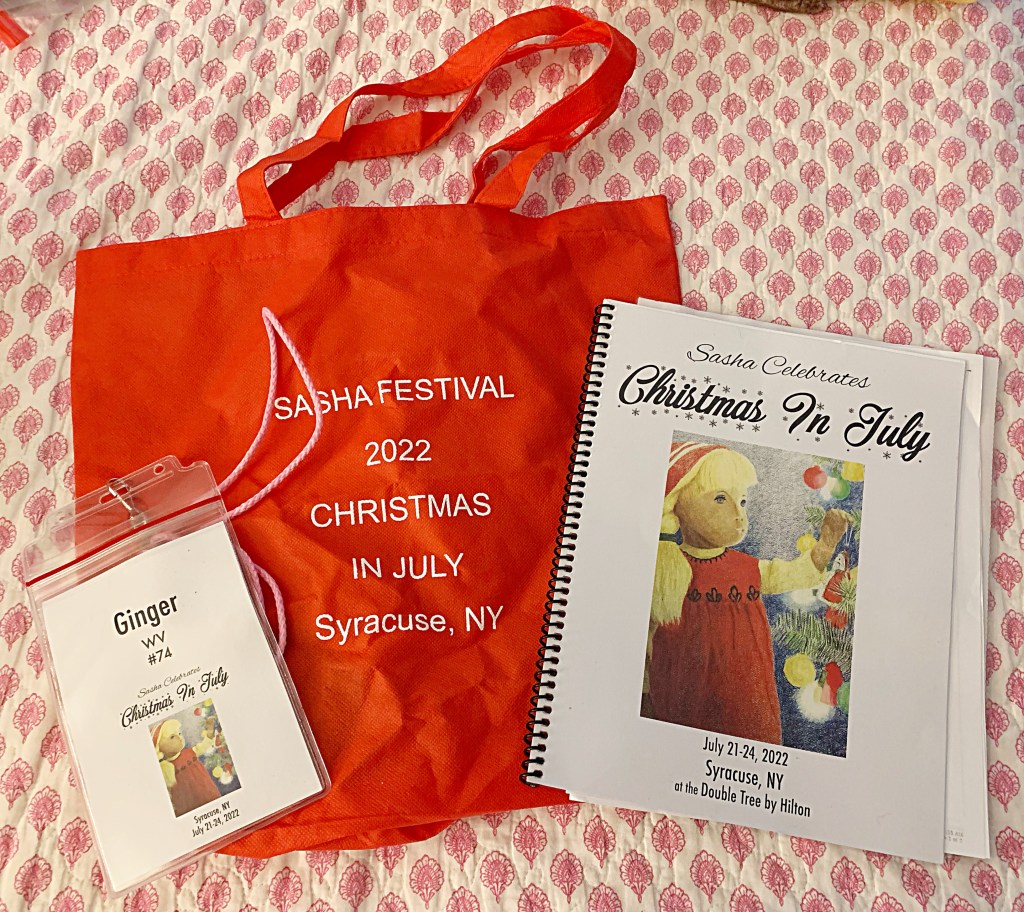 SASHA FESTIVAL
2022
CHRISTMAS
IN JULY
Syracuse, NY
Ginger
WV
#74
Sasha Celebrates
Christmas In July
Syracuse, NY
July 21-24, 2022
Sasha Celebrates
Christmas In July
July 21-24, 2022
Syracuse, NY
at the Double Tree by Hilton